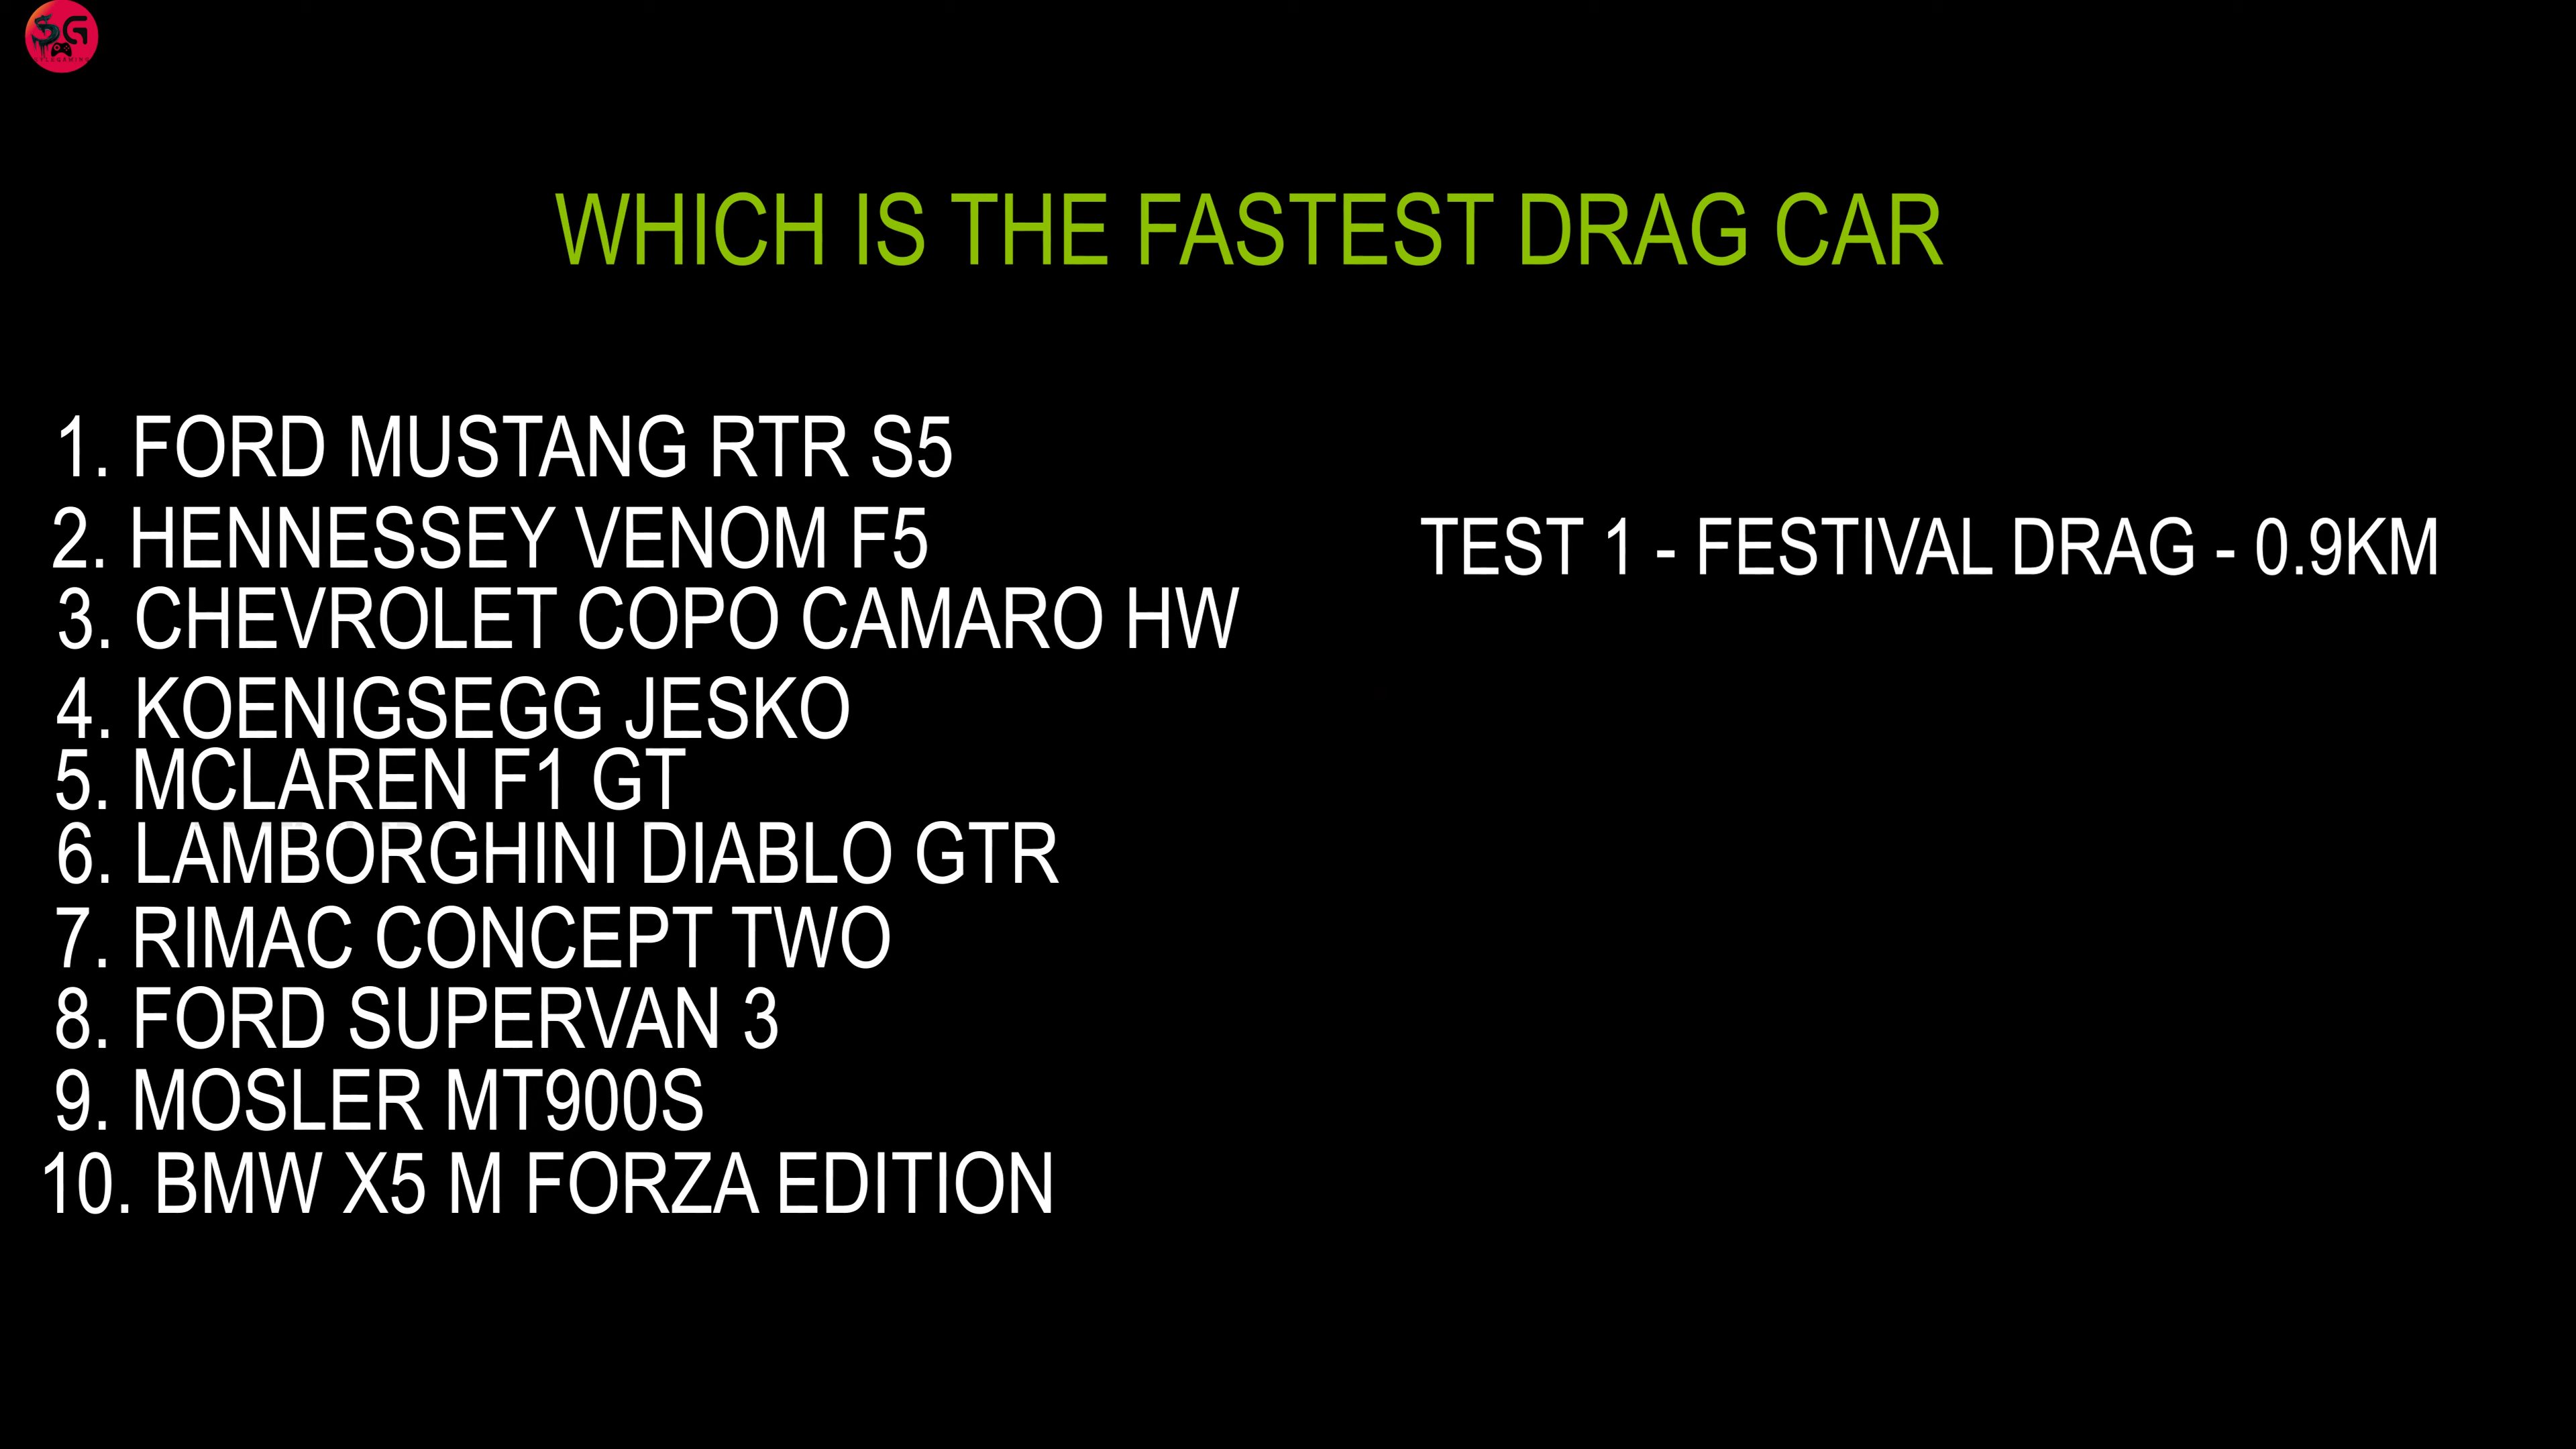 SG
WHICH IS THE FASTEST DRAG CAR
1. FORD MUSTANG RTR S5
2. HENNESSEY VENOM F5
3. CHEVROLET COPO CAMARO HW
4. KOENIGSEGG JESKO
5. MCLAREN F1 GT
6. LAMBORGHINI DIABLO GTR
7. RIMAC CONCEPT TWO
8. FORD SUPERVAN 3
9. MOSLER MT900S
10. BMW X5 M FORZA EDITION
TEST 1 - FESTIVAL DRAG - 0.9KM